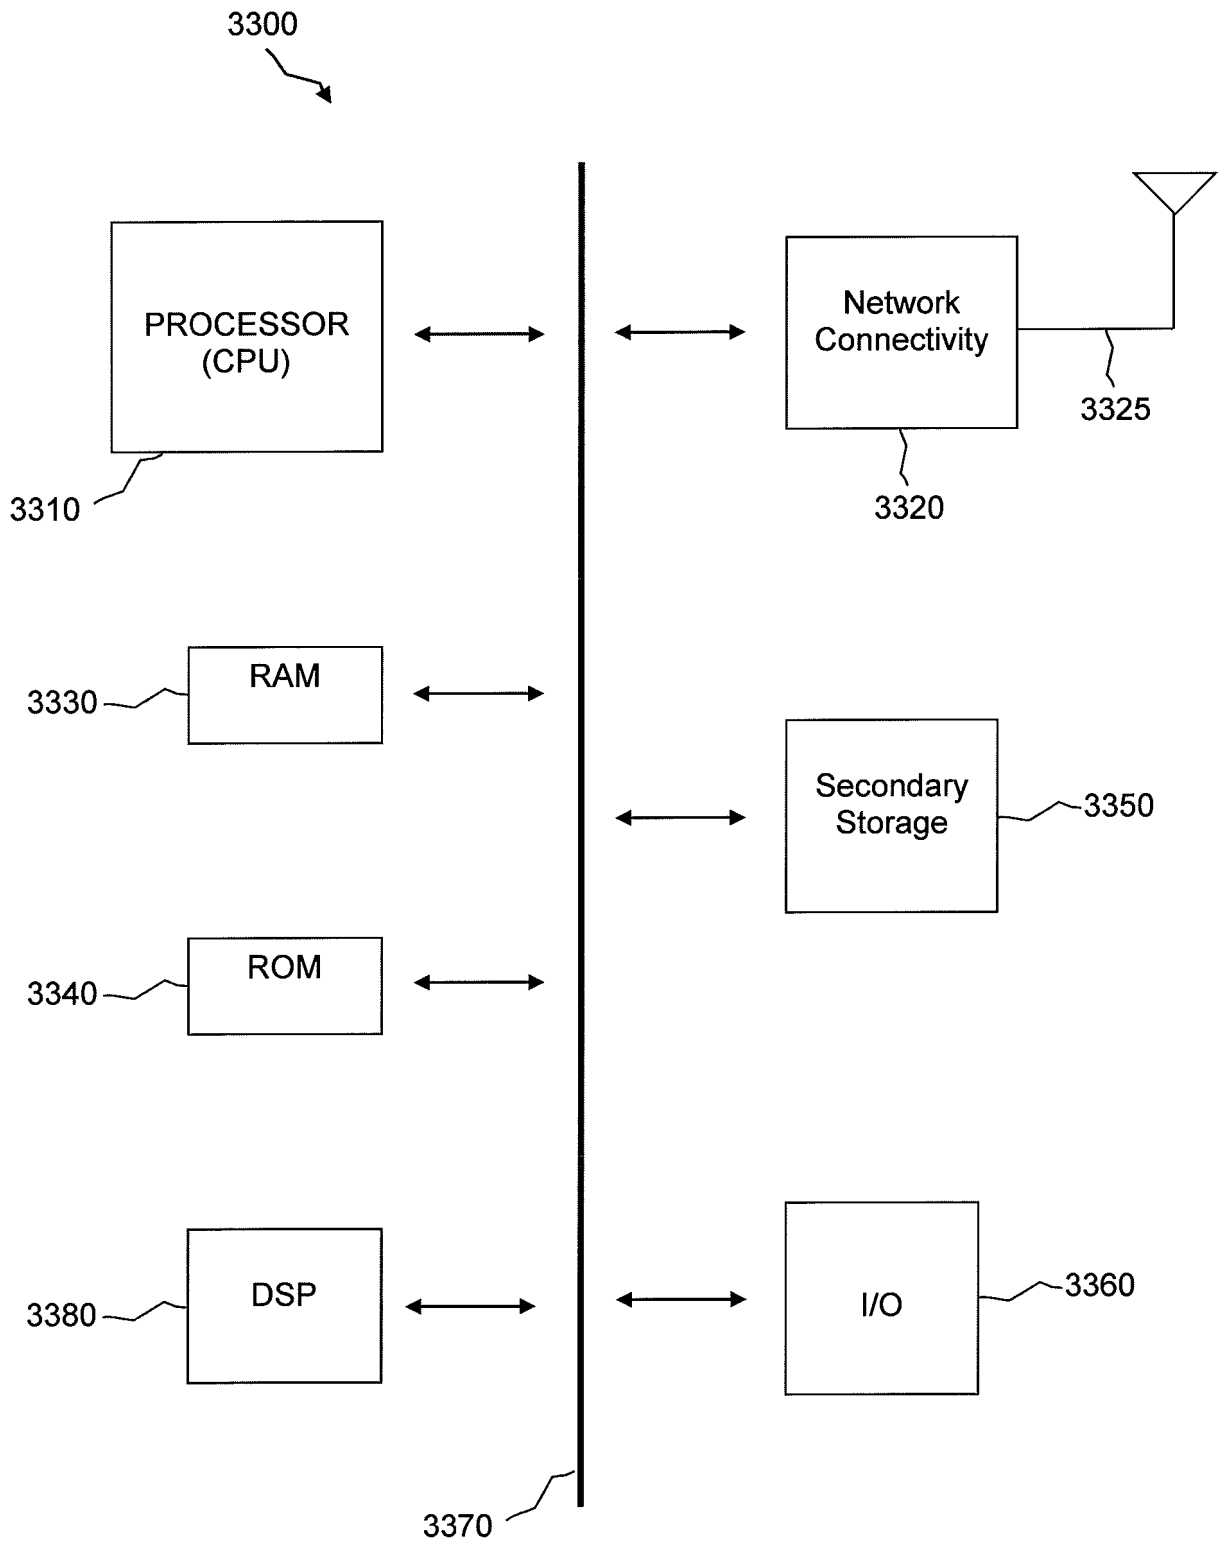 3300
PROCESSOR
(CPU)
3310
Network
Connectivity
3325
3320
RAM
3330
Secondary
Storage
3350
ROM
3340
DSP
3380
I/O
3360
3370